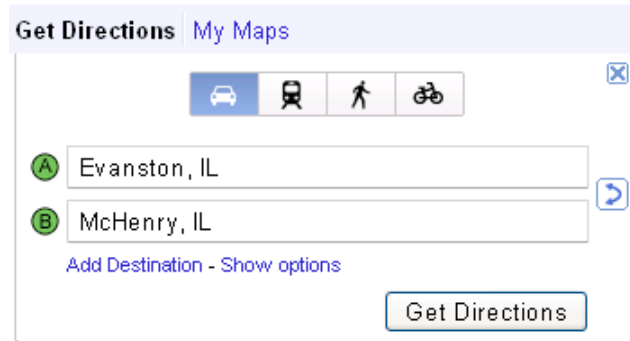 Get Directions My Maps
A Evanston, IL
B McHenry, IL
Add Destination - Show options
Get Directions